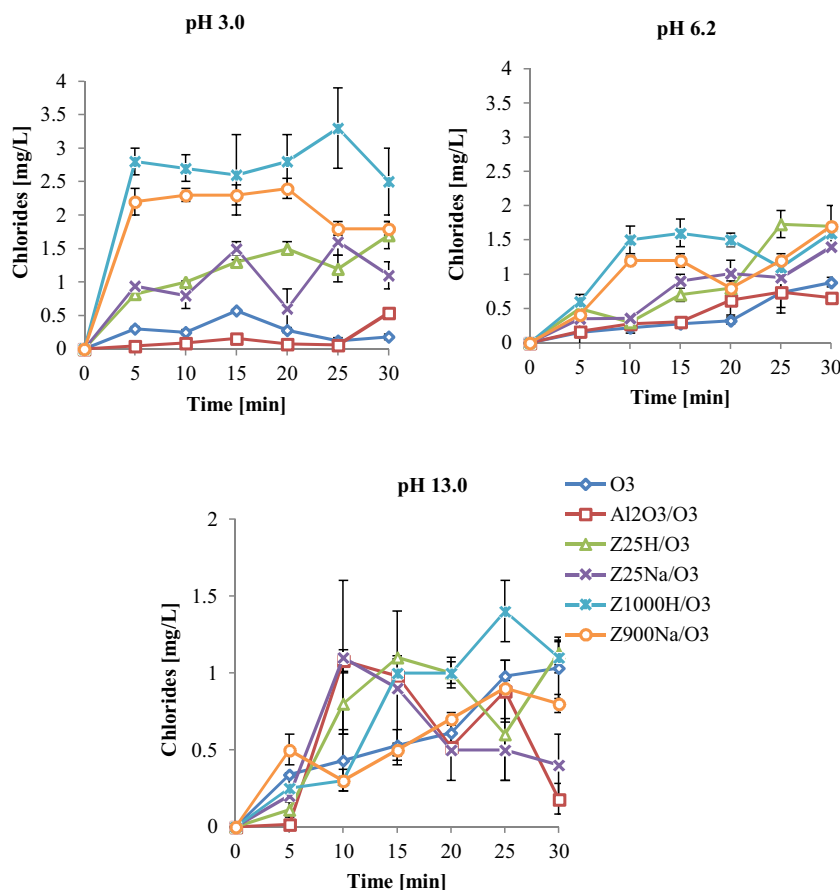 pH 3.0
4
3.5
3
2.5
2
1.5
1
0.5
0
Chlorides [mg/L]
0 5 10 15 20 25 30
Time [min]
pH 6.2
4
3.5
3
2.5
2
1.5
1
0.5
0
Chlorides [mg/L]
0 5 10 15 20 25 30
Time [min]
pH 13.0
2
1.5
1
0.5
0
Chlorides [mg/L]
0 5 10 15 20 25 30
Time [min]
O3
Al2O3/O3
Z25H/O3
Z25Na/O3
Z1000H/O3
Z900Na/O3